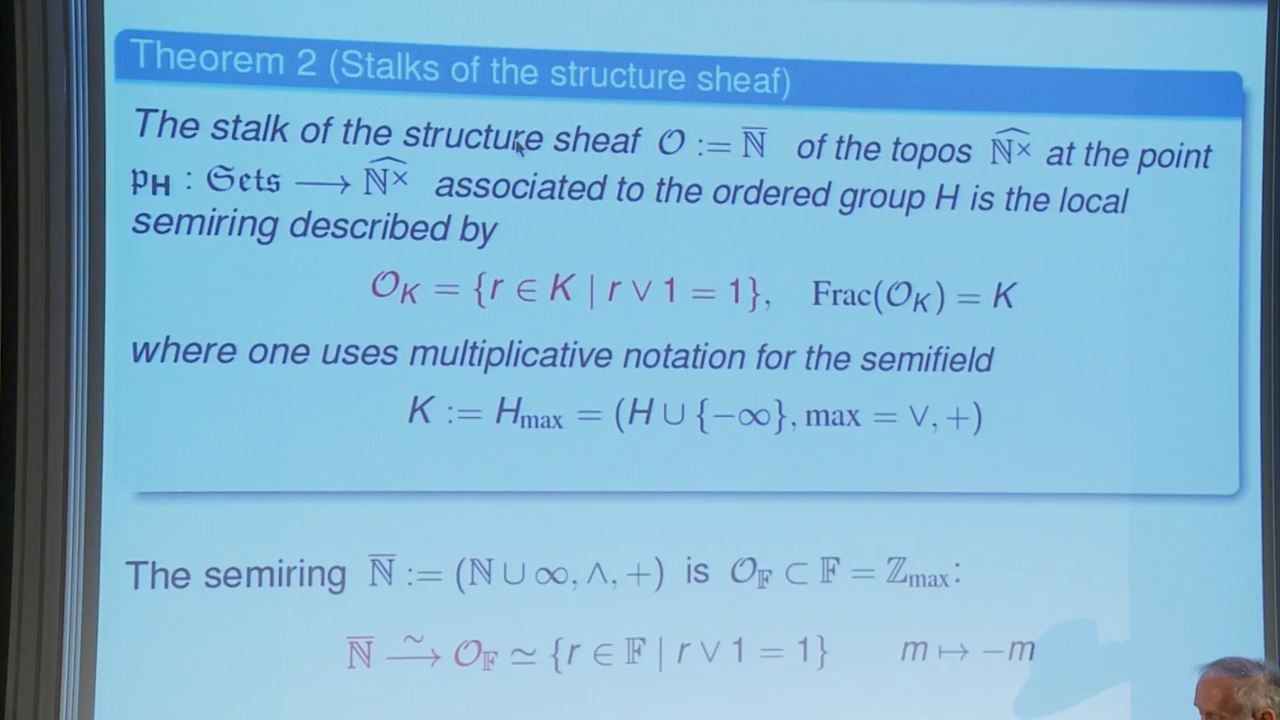 Theorem 2 (Stalks of the structure sheaf)
The stalk of the structure sheaf 𝒪 := ℕ̅ of the topos \widehat{ℕ^×} at the point
𝔭_H : 𝔖ets ⟶ \widehat{ℕ^×} associated to the ordered group H is the local
semiring described by
𝒪_K = {r ∈ K | r ∨ 1 = 1}, Frac(𝒪_K) = K
where one uses multiplicative notation for the semifield
K := H_max = (H ∪ {−∞}, max = ∨, +)
The semiring ℕ̅ := (ℕ ∪ ∞, ∧, +) is 𝒪_𝔽 ⊂ 𝔽 = ℤ_max:
ℕ̅ ⥲ 𝒪_𝔽 ≃ {r ∈ 𝔽 | r ∨ 1 = 1} m ↦ −m